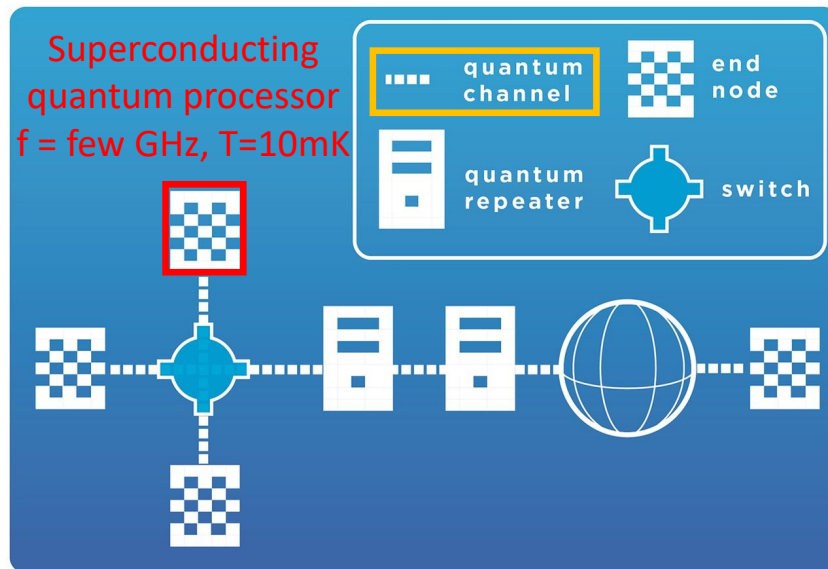 Superconducting
quantum processor
f = few GHz, T=10mK
quantum
channel
end
node
quantum
repeater
switch